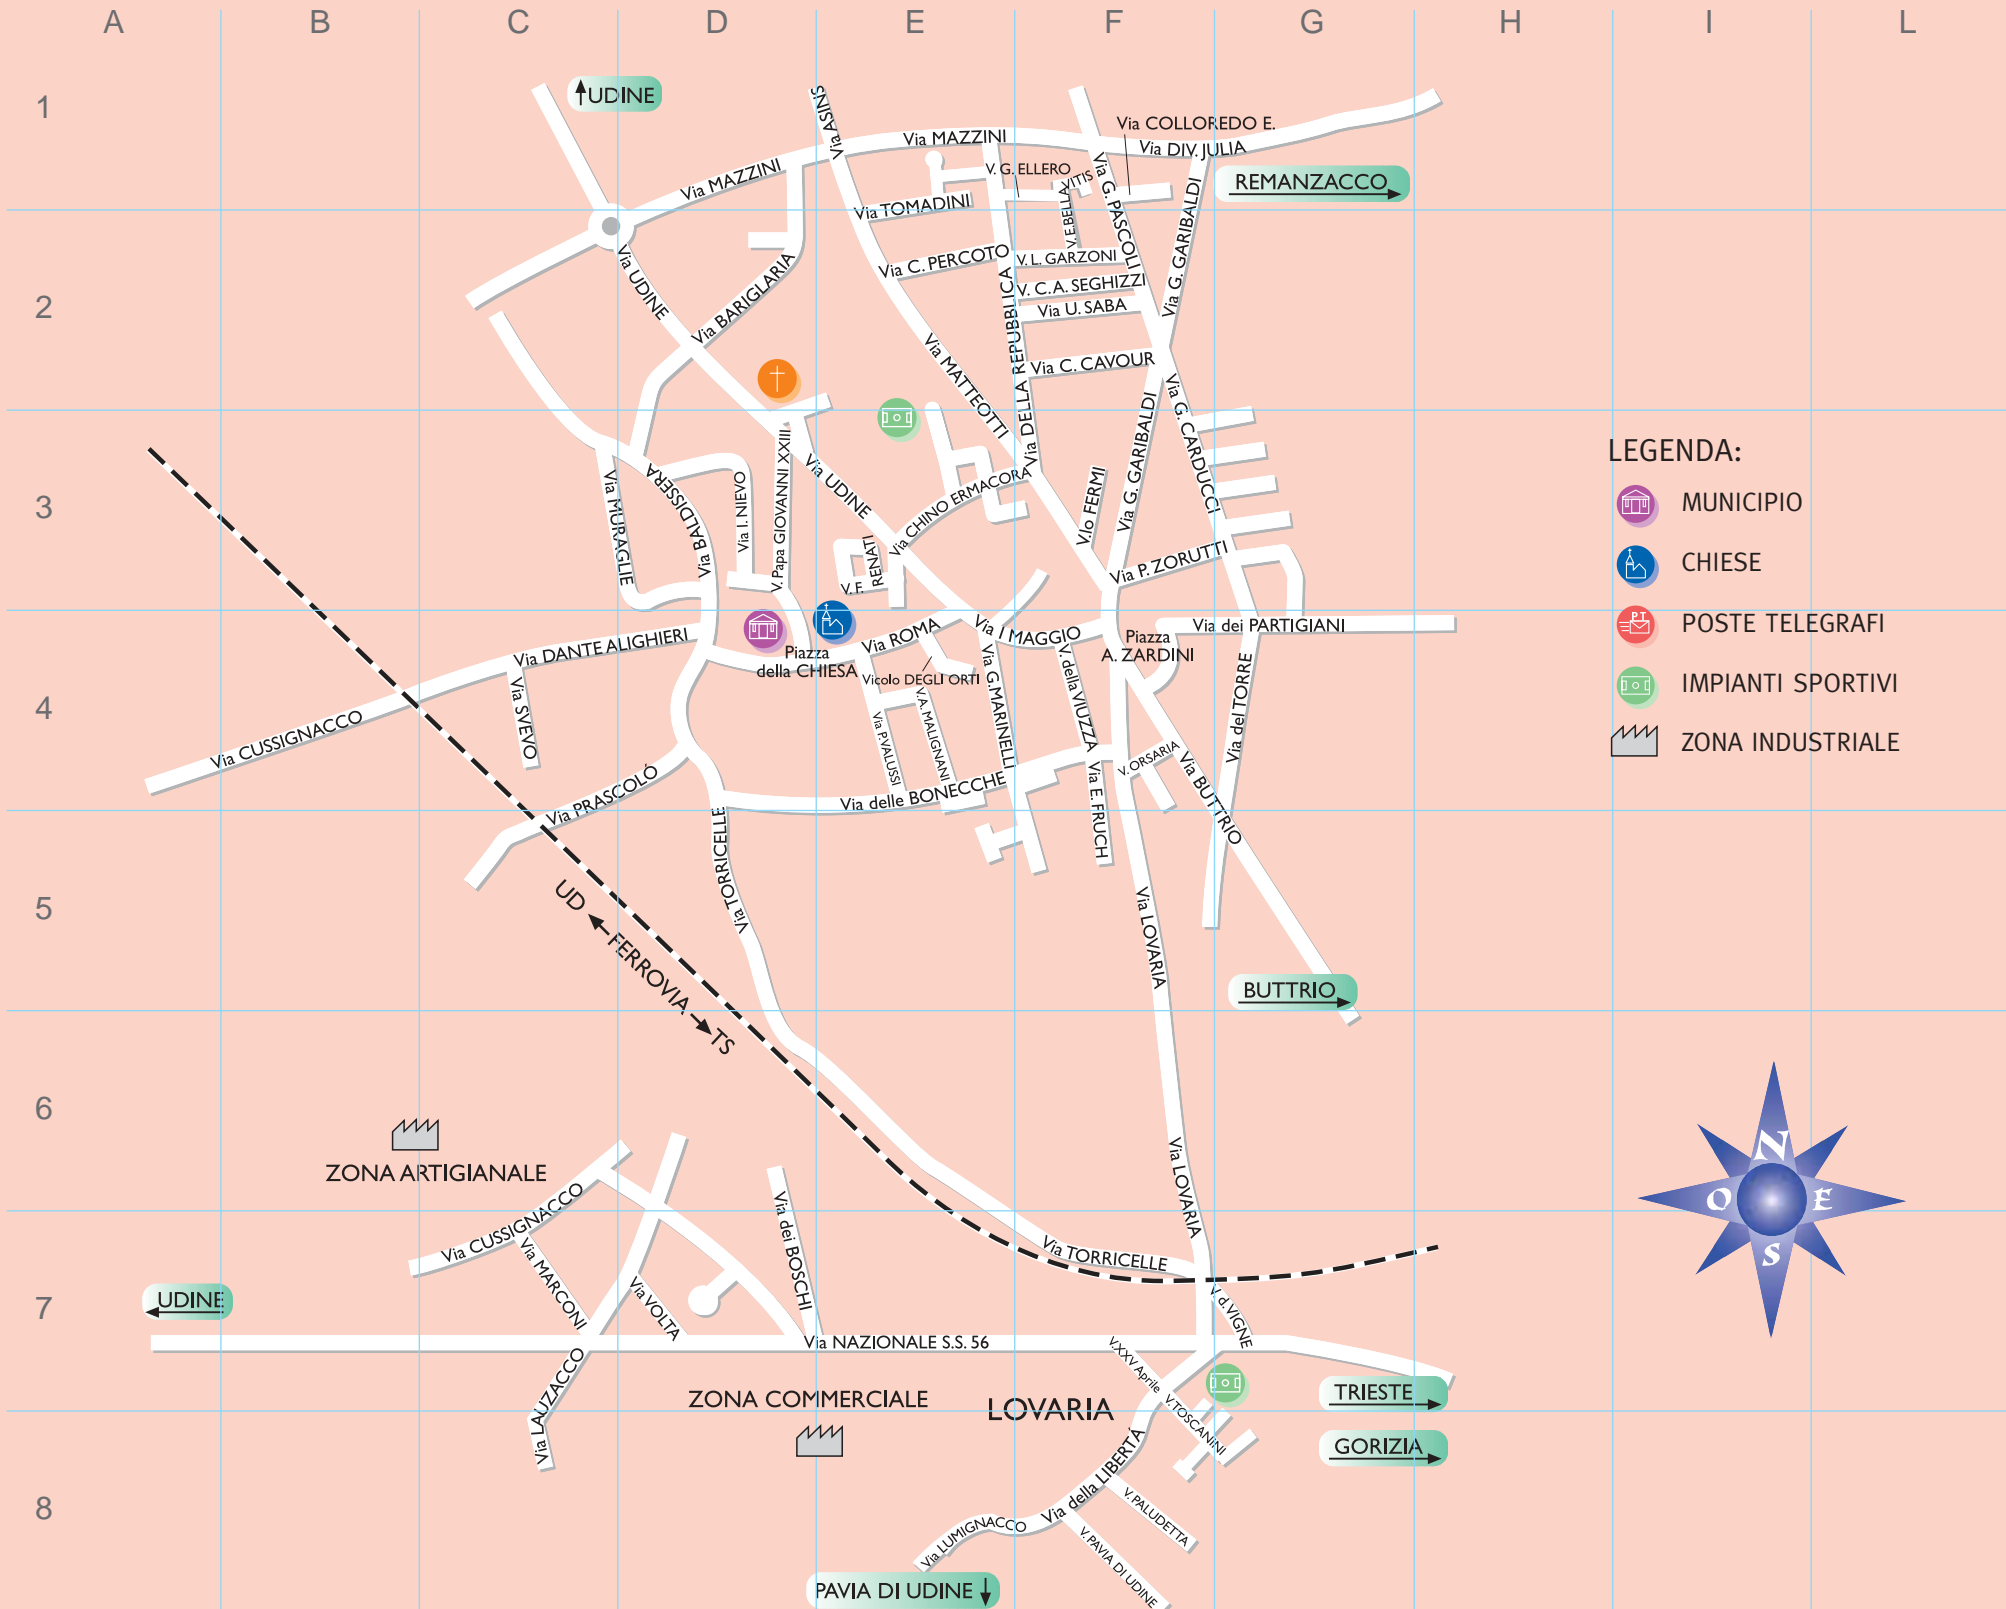 A B C D E F G H I L
1
2
3
4
5
6
7
8
UDINE
Via ASINS
Via MAZZINI
Via MAZZINI
Via COLLOREDO E.
Via DIV. JULIA
REMANZACCO
V. G. ELLERO
VITIS
V. E.BELLA
Via G. PASCOLI
Via G. GARIBALDI
Via TOMADINI
Via C. PERCOTO
V. L. GARZONI
V. C.A. SEGHIZZI
Via U. SABA
Via C. CAVOUR
Via UDINE
Via BARIGLARIA
Via MATTEOTTI
Via DELLA REPUBBLICA
Via G. CARDUCCI
Via G. GARIBALDI
V.lo FERMI
Via P. ZORUTTI
Via MURAGLIE
Via BALDISSERA
Via I. NIEVO
V. Papa GIOVANNI XXIII
Via UDINE
Via CHINO ERMACORA
V. F.
RENATI
Via DANTE ALIGHIERI
Via CUSSIGNACCO
Via SVEVO
Via PRASCOLÓ
Piazza
della CHIESA
Via ROMA
Vicolo DEGLI ORTI
Via I MAGGIO
Piazza
A. ZARDINI
Via dei PARTIGIANI
Via P.VALUSSI
V.A. MALIGNANI
Via G.MARINELLI
V. della VIUZZA
V. ORSARIA
Via del TORRE
Via BUTTRIO
Via delle BONECCHE
Via E. FRUCH
Via TORRICELLE
Via LOVARIA
BUTTRIO
UD
FERROVIA
TS
ZONA ARTIGIANALE
Via CUSSIGNACCO
Via MARCONI
Via VOLTA
Via dei BOSCHI
Via LOVARIA
Via TORRICELLE
V. d.VIGNE
UDINE
Via NAZIONALE S.S. 56
Via LAUZACCO
ZONA COMMERCIALE
LOVARIA
V.XXV Aprile
V.TOSCANINI
TRIESTE
GORIZIA
Via della LIBERTÁ
V.PALUDETTA
V.PAVIA DI UDINE
Via LUMIGNACCO
PAVIA DI UDINE
LEGENDA:
MUNICIPIO
CHIESE
PT
POSTE TELEGRAFI
IMPIANTI SPORTIVI
ZONA INDUSTRIALE
N
O E
S